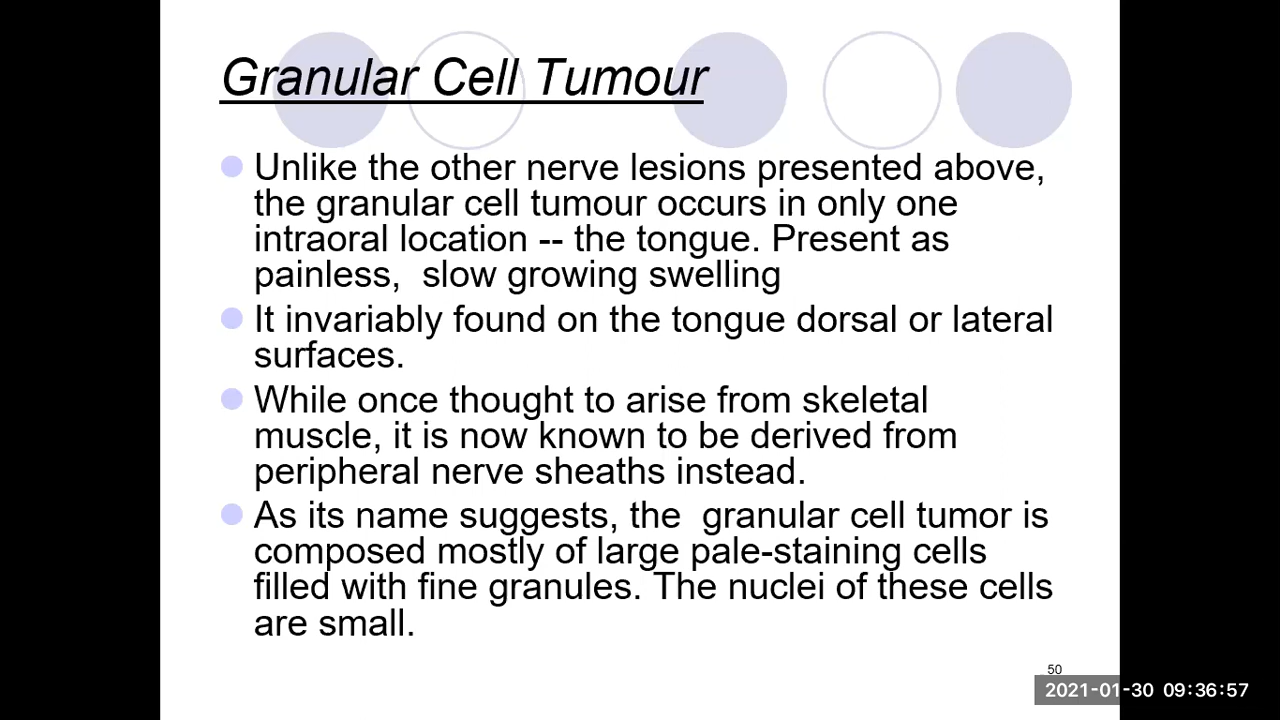 Granular Cell Tumour
Unlike the other nerve lesions presented above,
the granular cell tumour occurs in only one
intraoral location -- the tongue. Present as
painless,  slow growing swelling
It invariably found on the tongue dorsal or lateral
surfaces.
While once thought to arise from skeletal
muscle, it is now known to be derived from
peripheral nerve sheaths instead.
As its name suggests, the  granular cell tumor is
composed mostly of large pale-staining cells
filled with fine granules. The nuclei of these cells
are small.
50
2021-01-30 09:36:57